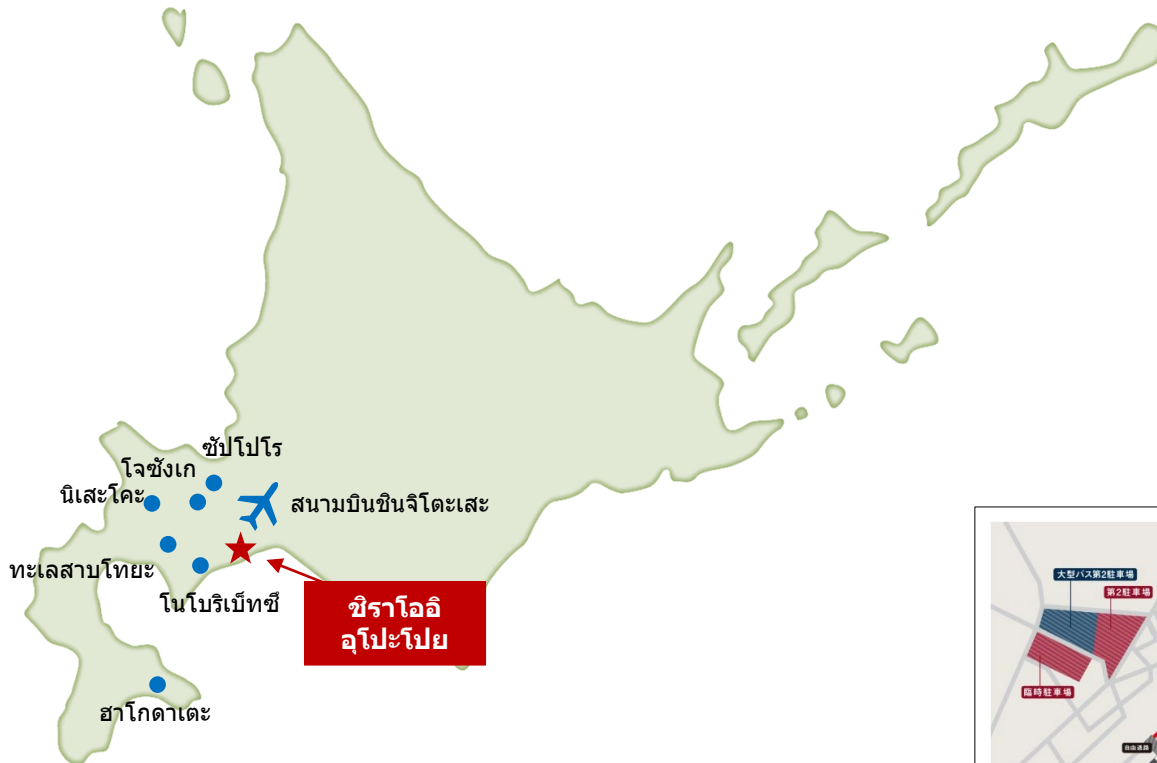 ซัปโปโร
โจซังเก
นิเสะโคะ
สนามบินชินจิโตะเสะ
ทะเลสาบโทยะ
โนโบริเบ็ทซึ
ชิราโออิ
อุโปะโปย
ฮาโกดาเตะ
大型バス第2駐車場
第2駐車場
臨時駐車場
自由通路